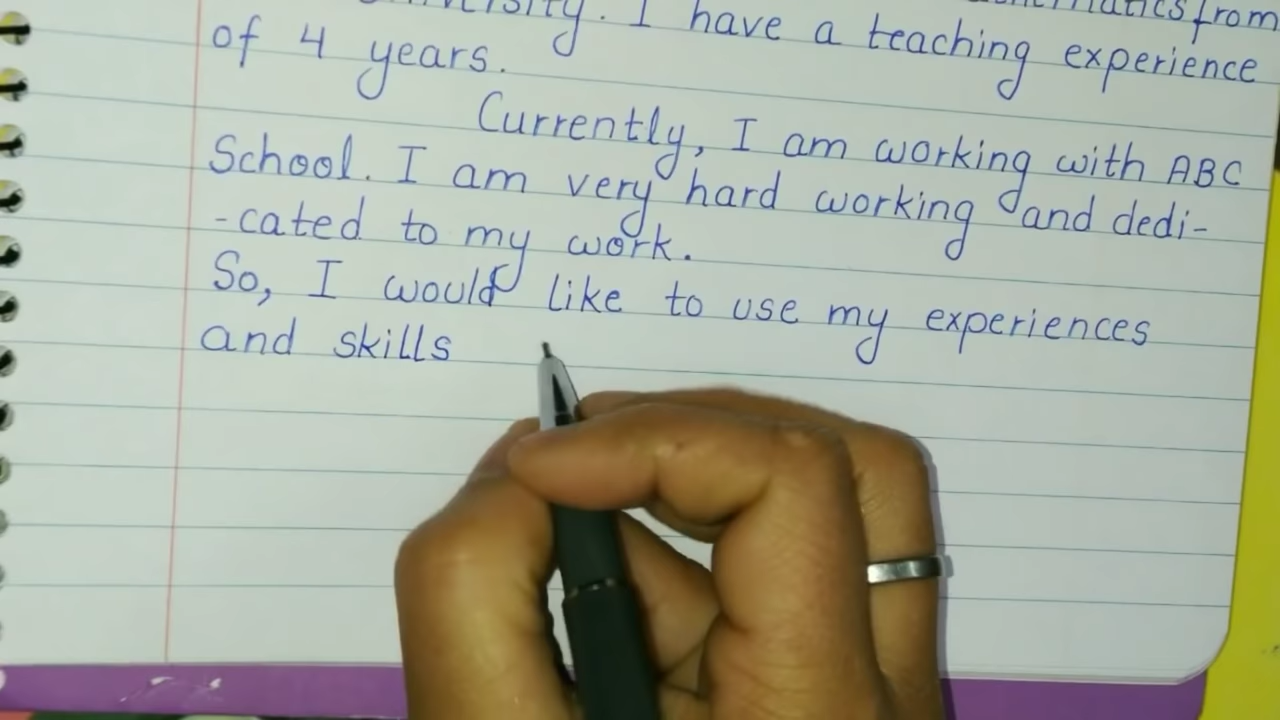 . I have a teaching experience
of 4 years.
Currently, I am working with ABC
School. I am very hard working and dedi-
-cated to my work.
So, I would like to use my experiences
and skills